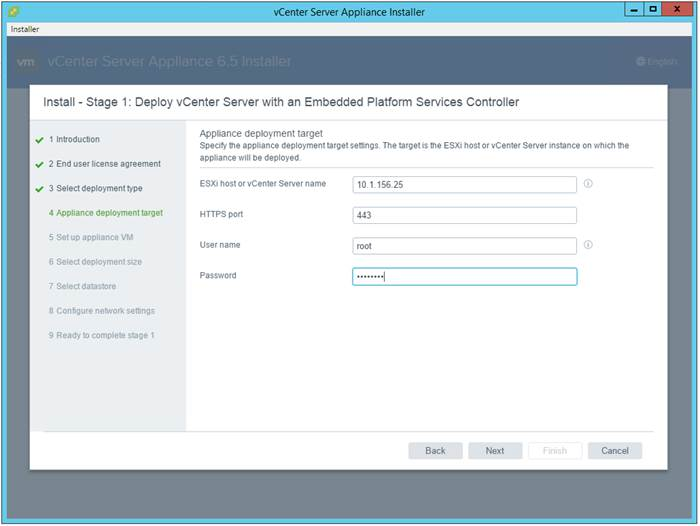 vCenter Server Appliance Installer
Installer
vm vCenter Server Appliance 6.5 Installer
English
Install - Stage 1: Deploy vCenter Server with an Embedded Platform Services Controller
1 Introduction
2 End user license agreement
3 Select deployment type
4 Appliance deployment target
5 Set up appliance VM
6 Select deployment size
7 Select datastore
8 Configure network settings
9 Ready to complete stage 1
Appliance deployment target
Specify the appliance deployment target settings. The target is the ESXi host or vCenter Server instance on which the
appliance will be deployed.
ESXi host or vCenter Server name 10.1.156.25
HTTPS port 443
User name root
Password ••••••••
Back Next Finish Cancel